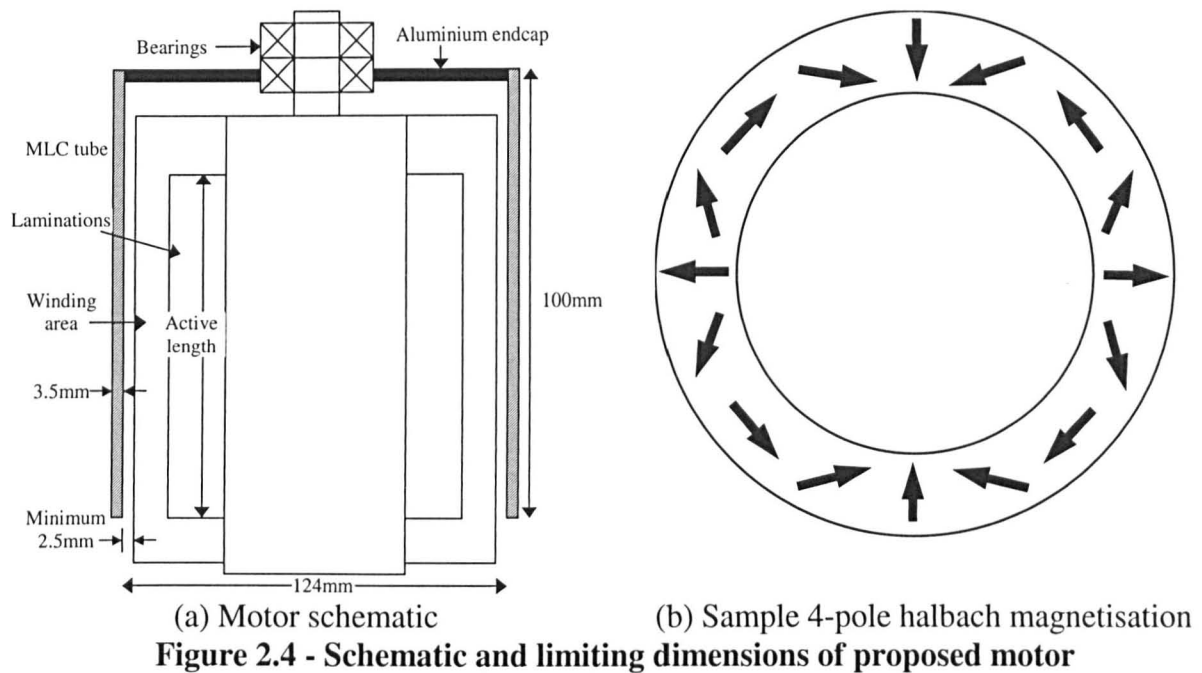 Bearings
Aluminium endcap
MLC tube
Laminations
Winding
area
Active
length
100mm
3.5mm
Minimum
2.5mm
124mm
(a) Motor schematic
(b) Sample 4-pole halbach magnetisation
Figure 2.4 - Schematic and limiting dimensions of proposed motor